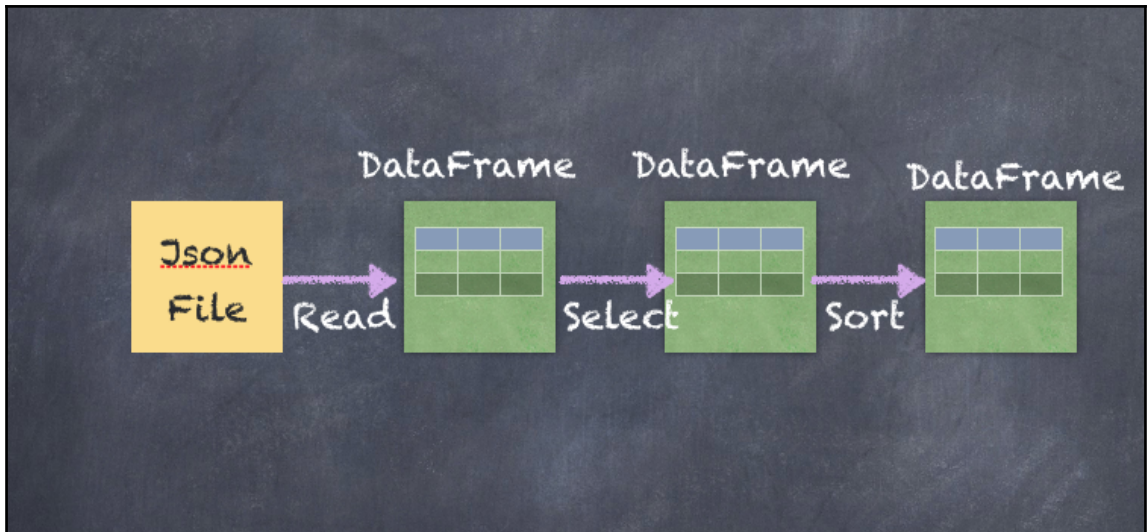 DataFrame
DataFrame
DataFrame
Json
File
Read
Select
Sort